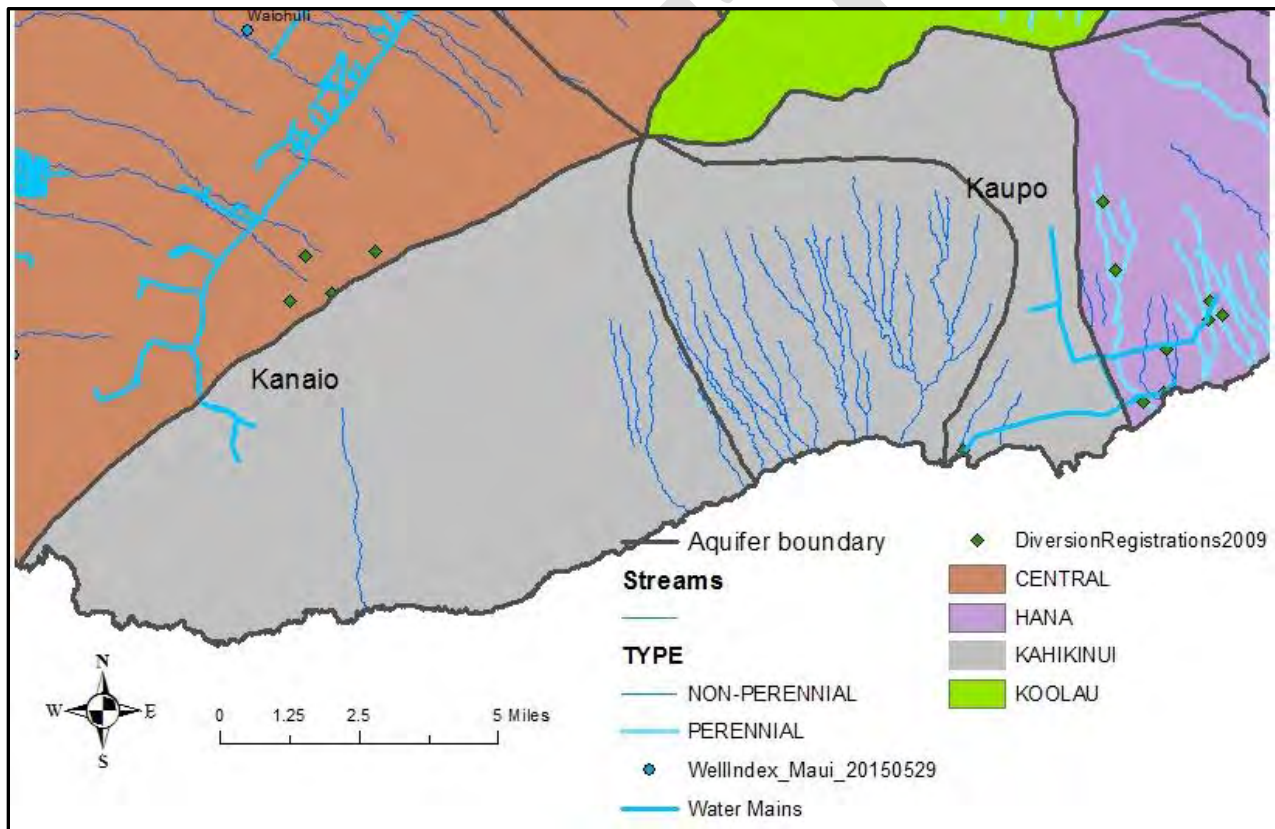 Waiohuli
Kaupo
Kanaio
Aquifer boundary
Streams
TYPE
NON-PERENNIAL
PERENNIAL
WellIndex_Maui_20150529
Water Mains
DiversionRegistrations2009
CENTRAL
HANA
KAHIKINUI
KOOLAU
N
W E
S
0 1.25 2.5 5 Miles